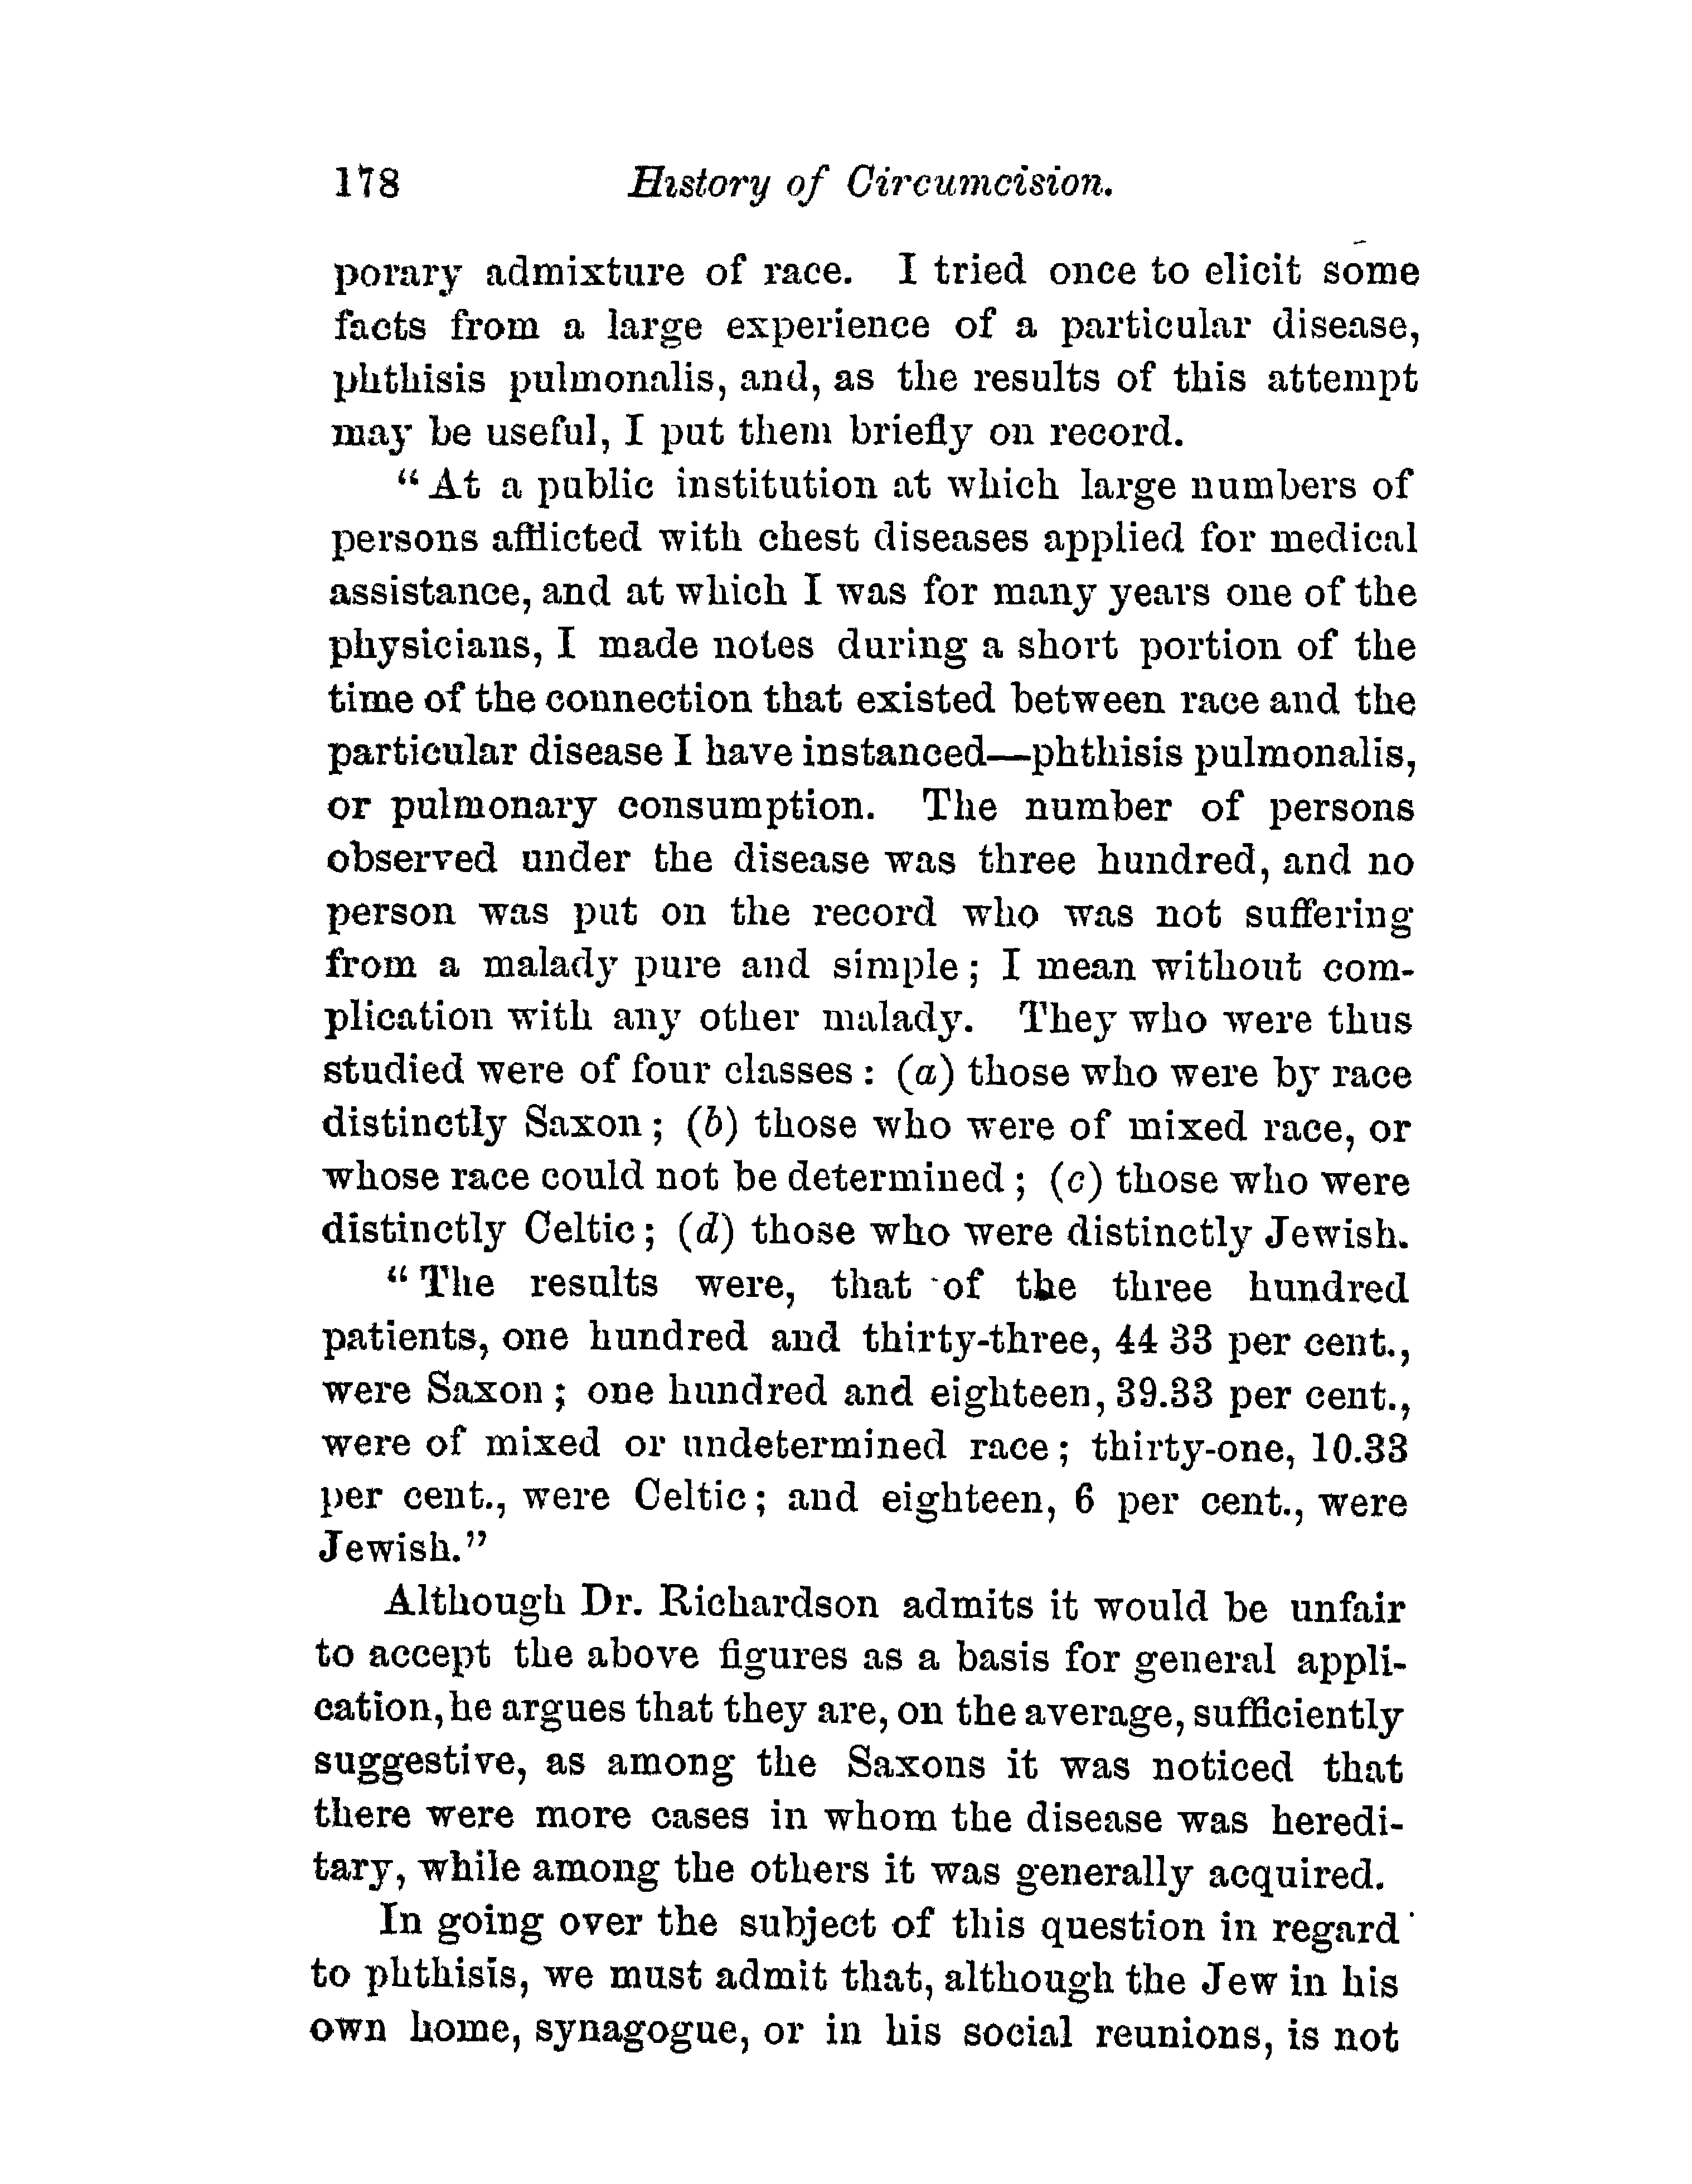 178 History of Circumcision.
porary admixture of race. I tried once to elicit some
facts from a large experience of a particular disease,
phthisis pulmonalis, and, as the results of this attempt
may be useful, I put them briefly on record.
“At a public institution at which large numbers of
persons afflicted with chest diseases applied for medical
assistance, and at which I was for many years one of the
physicians, I made notes during a short portion of the
time of the connection that existed between race and the
particular disease I have instanced—phthisis pulmonalis,
or pulmonary consumption. The number of persons
observed under the disease was three hundred, and no
person was put on the record who was not suffering
from a malady pure and simple; I mean without com-
plication with any other malady. They who were thus
studied were of four classes: (a) those who were by race
distinctly Saxon; (b) those who were of mixed race, or
whose race could not be determined; (c) those who were
distinctly Celtic; (d) those who were distinctly Jewish.
“The results were, that of the three hundred
patients, one hundred and thirty-three, 44 33 per cent.,
were Saxon; one hundred and eighteen, 39.33 per cent.,
were of mixed or undetermined race; thirty-one, 10.33
per cent., were Celtic; and eighteen, 6 per cent., were
Jewish.”
Although Dr. Richardson admits it would be unfair
to accept the above figures as a basis for general appli-
cation, he argues that they are, on the average, sufficiently
suggestive, as among the Saxons it was noticed that
there were more cases in whom the disease was heredi-
tary, while among the others it was generally acquired.
In going over the subject of this question in regard
to phthisis, we must admit that, although the Jew in his
own home, synagogue, or in his social reunions, is not